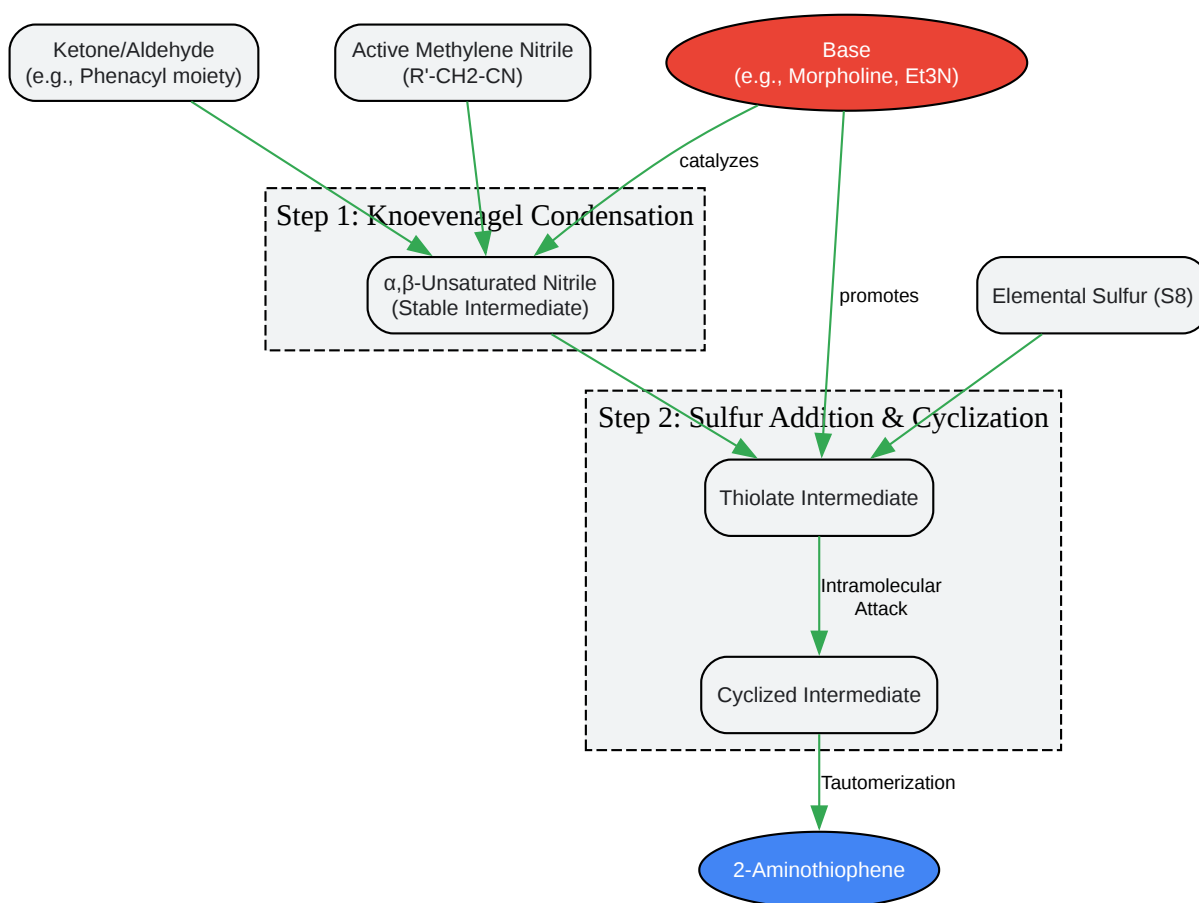 Ketone/Aldehyde
(e.g., Phenacyl moiety)
Active Methylene Nitrile
(R'-CH2-CN)
Base
(e.g., Morpholine, Et3N)
catalyzes
Step 1: Knoevenagel Condensation
α,β-Unsaturated Nitrile
(Stable Intermediate)
promotes
Elemental Sulfur (S8)
Step 2: Sulfur Addition & Cyclization
Thiolate Intermediate
Intramolecular
Attack
Cyclized Intermediate
Tautomerization
2-Aminothiophene